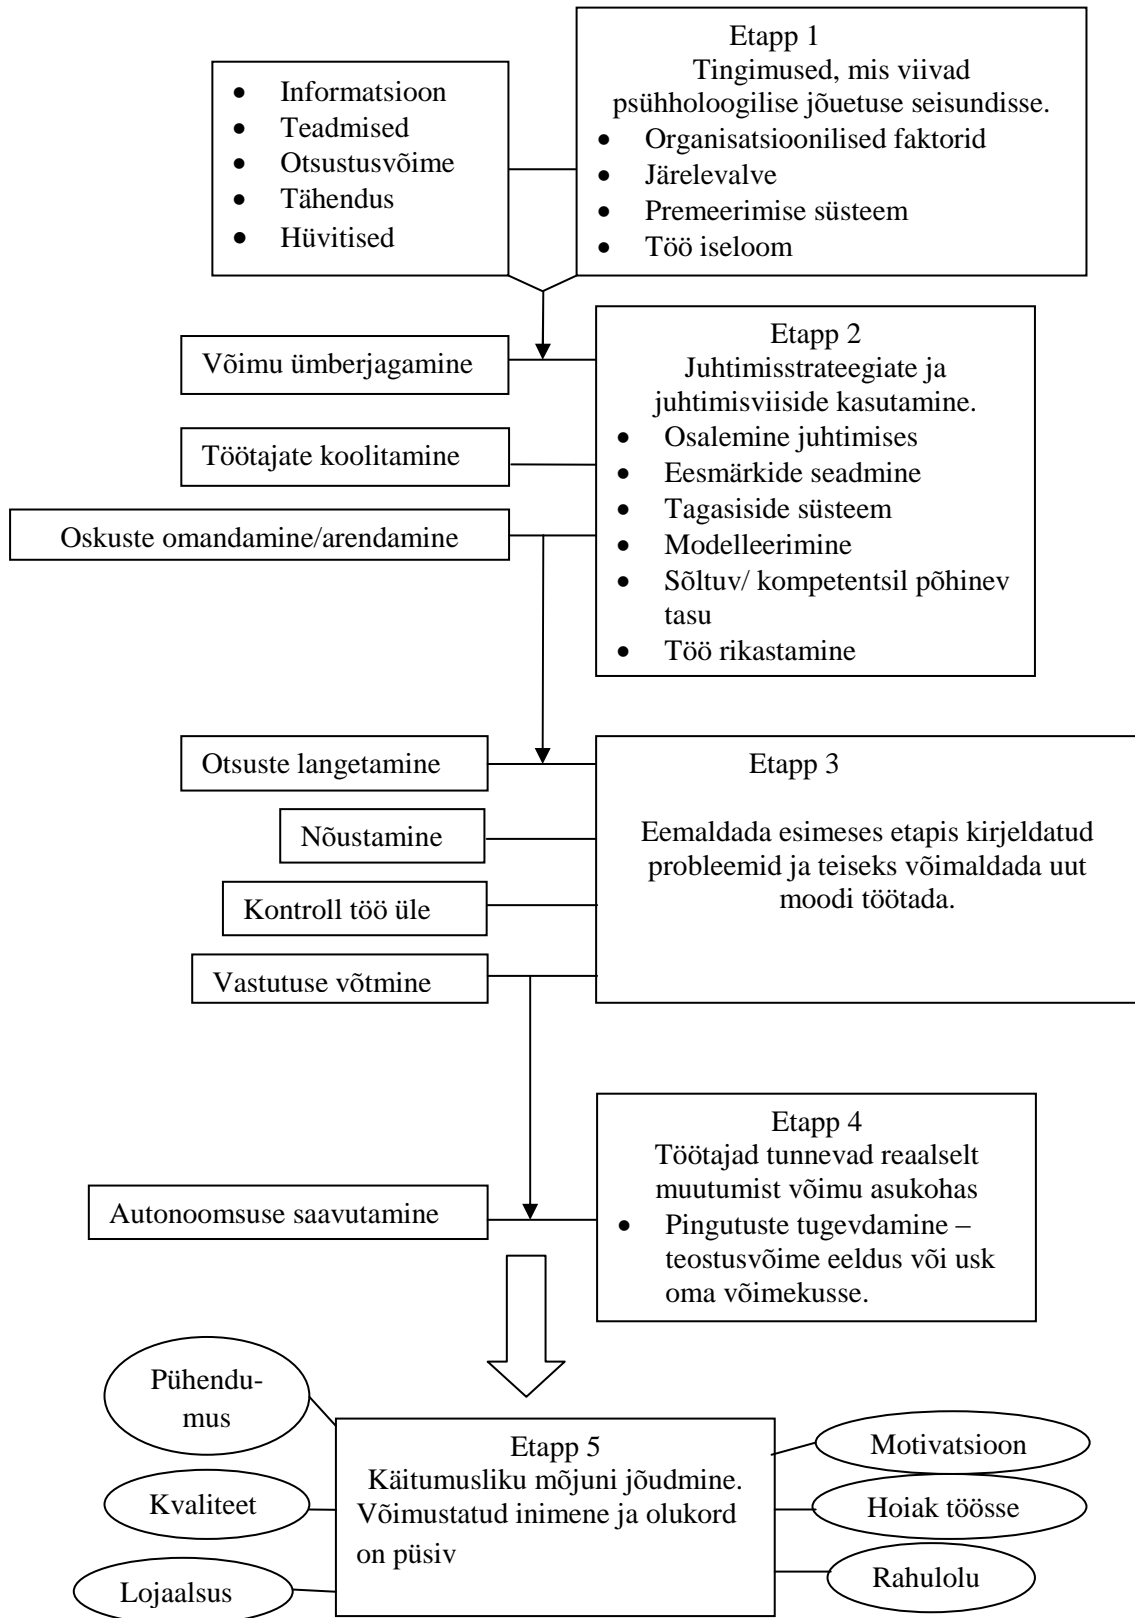 Etapp 1
Tingimused, mis viivad
psühholoogilise jõuetuse seisundisse.
• Organisatsioonilised faktorid
• Järelevalve
• Premeerimise süsteem
• Töö iseloom
• Informatsioon
• Teadmised
• Otsustusvõime
• Tähendus
• Hüvitised
Etapp 2
Juhtimisstrateegiate ja
juhtimisviiside kasutamine.
• Osalemine juhtimises
• Eesmärkide seadmine
• Tagasiside süsteem
• Modelleerimine
• Sõltuv/ kompetentsil põhinev
tasu
• Töö rikastamine
Võimu ümberjagamine
Töötajate koolitamine
Oskuste omandamine/arendamine
Etapp 3
Eemaldada esimeses etapis kirjeldatud
probleemid ja teiseks võimaldada uut
moodi töötada.
Otsuste langetamine
Nõustamine
Kontroll töö üle
Vastutuse võtmine
Etapp 4
Töötajad tunnevad reaalselt
muutumist võimu asukohas
• Pingutuste tugevdamine –
teostusvõime eeldus või usk
oma võimekusse.
Autonoomsuse saavutamine
Etapp 5
Käitumusliku mõjuni jõudmine.
Võimustatud inimene ja olukord
on püsiv
Pühendu-
mus
Kvaliteet
Lojaalsus
Motivatsioon
Hoiak töösse
Rahulolu